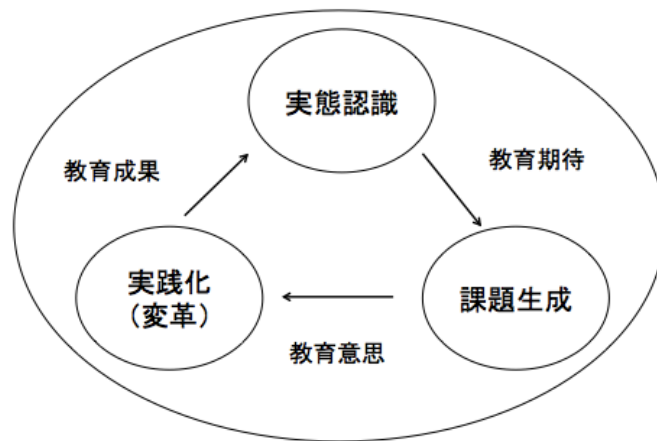 実態認識
教育成果
教育期待
実践化
（変革）
課題生成
教育意思